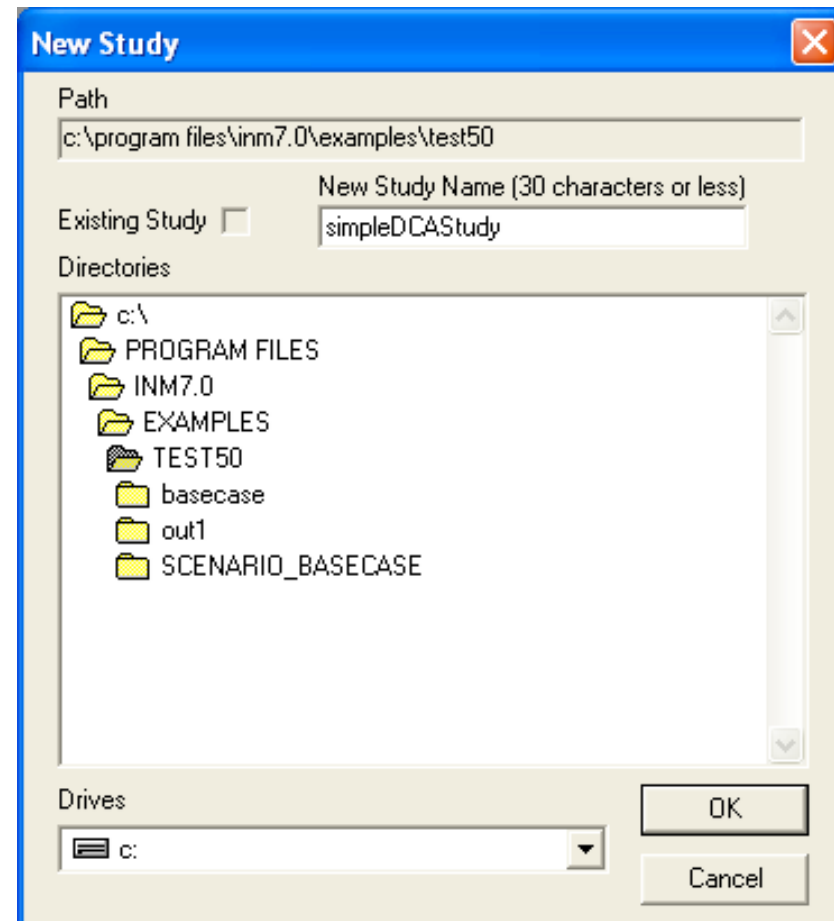 New Study
Path
c:\program files\inm7.0\examples\test50
New Study Name (30 characters or less)
Existing Study
simpleDCAStudy
Directories
c:\
PROGRAM FILES
INM7.0
EXAMPLES
TEST50
basecase
out1
SCENARIO_BASECASE
Drives
OK
c:
Cancel